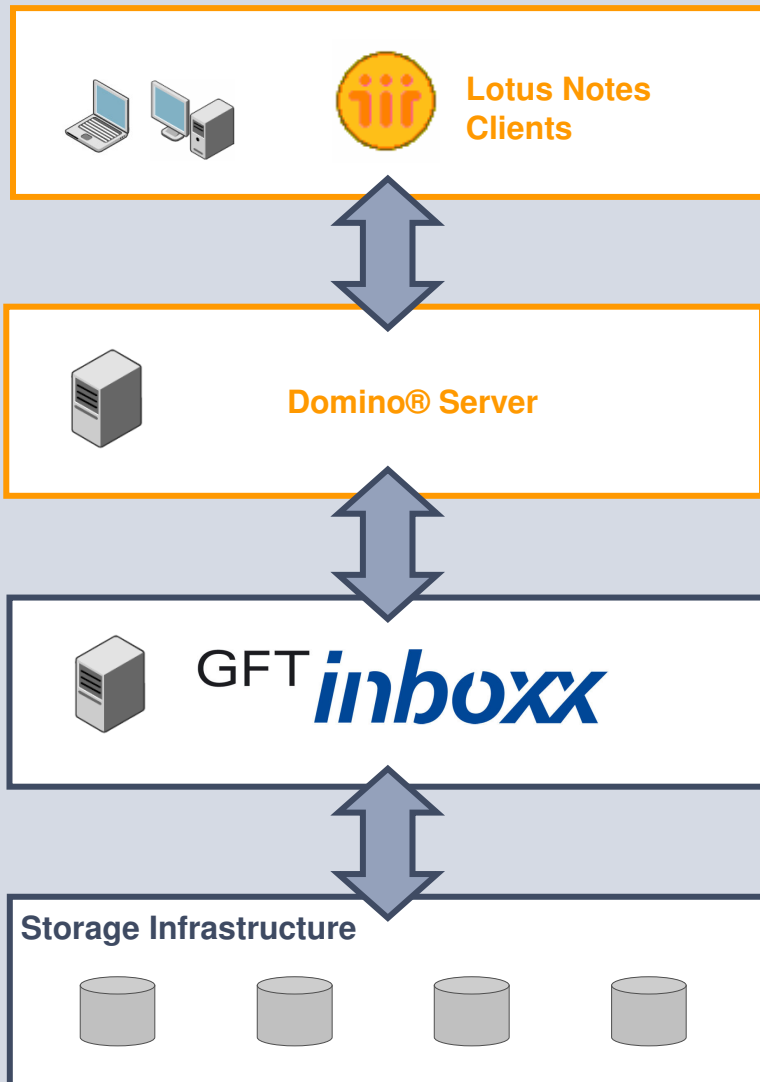 Lotus Notes
Clients
Domino® Server
GFT inboxx
Storage Infrastructure